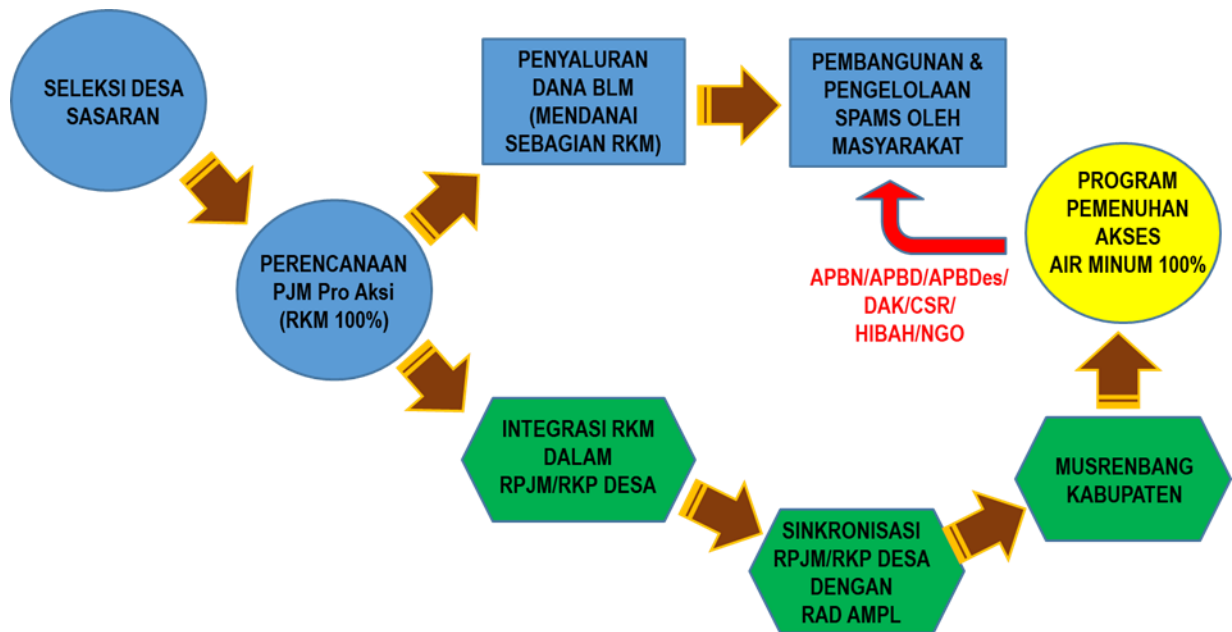 SELEKSI DESA
SASARAN
PERENCANAAN
PJM Pro Aksi
(RKM 100%)
PENYALURAN
DANA BLM
(MENDANAI
SEBAGIAN RKM)
PEMBANGUNAN &
PENGELOLAAN
SPAMS OLEH
MASYARAKAT
INTEGRASI RKM
DALAM
RPJM/RKP DESA
SINKRONISASI
RPJM/RKP DESA
DENGAN
RAD AMPL
MUSRENBANG
KABUPATEN
PROGRAM
PEMENUHAN
AKSES
AIR MINUM 100%
APBN/APBD/APBDes/
DAK/CSR/
HIBAH/NGO